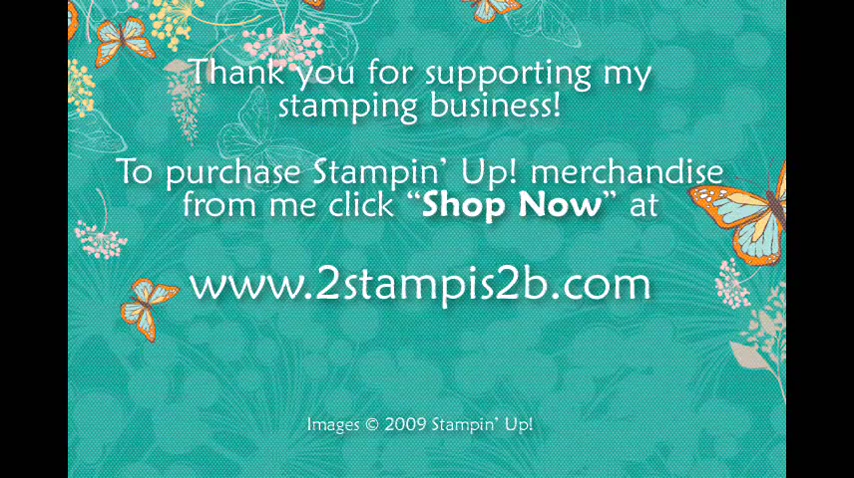 Thank you for supporting my
stamping business!
To purchase Stampin' Up! merchandise
from me click “Shop Now” at
www.2stampis2b.com
Images © 2009 Stampin' Up!